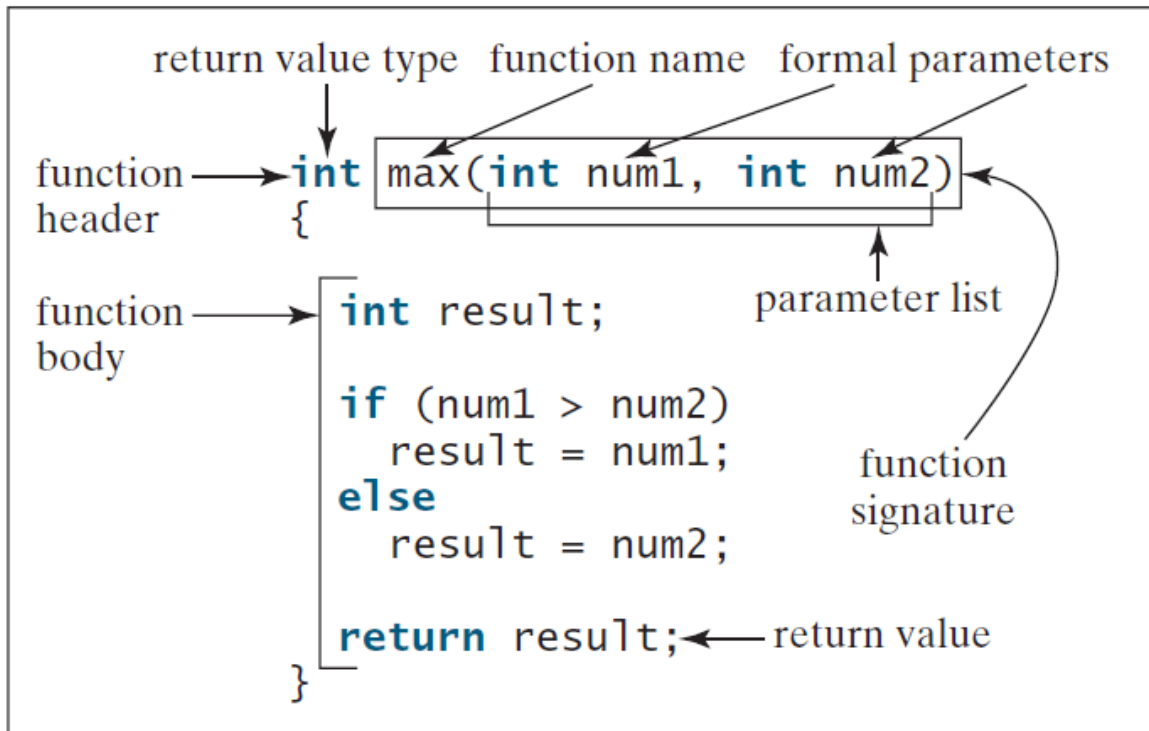 return value type function name formal parameters
function header
int max(int num1, int num2)
{
parameter list
function body
int result;
if (num1 > num2)
result = num1;
else
result = num2;
function signature
return result;
return value
}